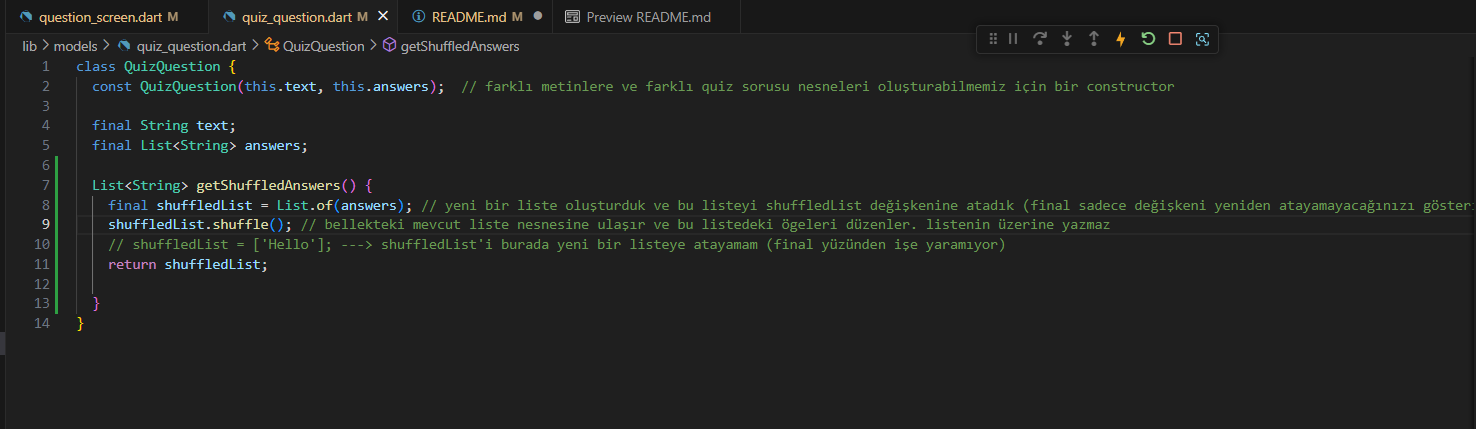 question_screen.dart M quiz_question.dart M README.md M Preview README.md
lib > models > quiz_question.dart > QuizQuestion > getShuffledAnswers
1 class QuizQuestion {
2 const QuizQuestion(this.text, this.answers); // farklı metinlere ve farklı quiz sorusu nesneleri oluşturabilmemiz için bir constructor
3
4 final String text;
5 final List<String> answers;
6
7 List<String> getShuffledAnswers() {
8 final shuffledList = List.of(answers); // yeni bir liste oluşturduk ve bu listeyi shuffledList değişkenine atadık (final sadece değişkeni yeniden atayamayacağınızı göster
9 shuffledList.shuffle(); // bellekteki mevcut liste nesnesine ulaşır ve bu listedeki ögeleri düzenler. listenin üzerine yazmaz
10 // shuffledList = ['Hello']; ---> shuffledList'i burada yeni bir listeye atayamam (final yüzünden işe yaramıyor)
11 return shuffledList;
12
13 }
14 }